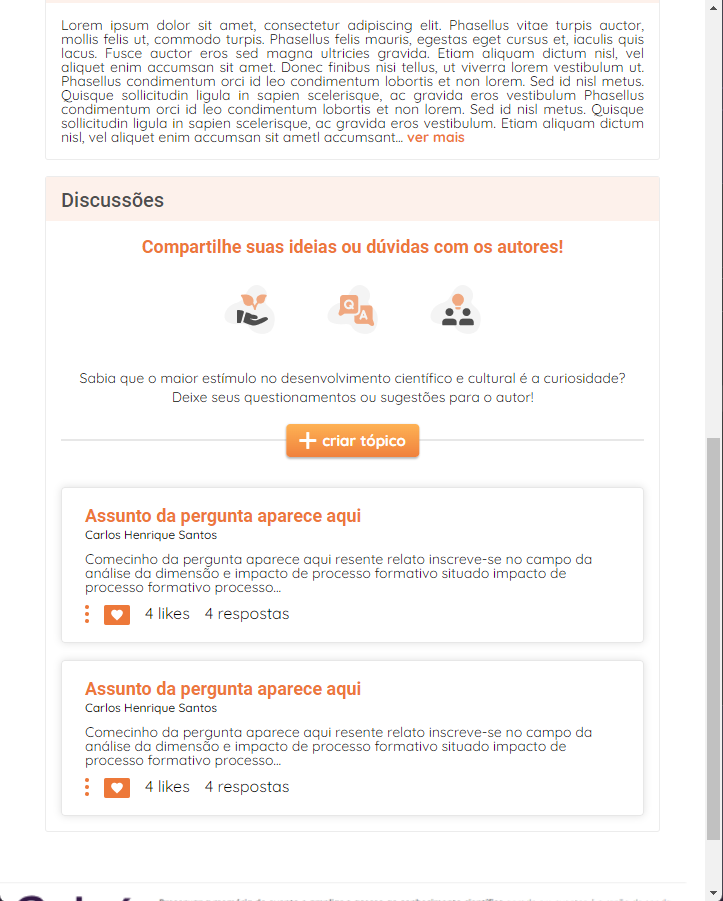 Lorem ipsum dolor sit amet, consectetur adipiscing elit. Phasellus vitae turpis auctor,
mollis felis ut, commodo turpis. Phasellus felis mauris, egestas eget cursus et, iaculis quis
lacus. Fusce auctor eros sed magna ultricies gravida. Etiam aliquam dictum nisl, vel
aliquet enim accumsan sit amet. Donec finibus nisi tellus, ut viverra lorem vestibulum ut.
Phasellus condimentum orci id leo condimentum lobortis et non lorem. Sed id nisl metus.
Quisque sollicitudin ligula in sapien scelerisque, ac gravida eros vestibulum Phasellus
condimentum orci id leo condimentum lobortis et non lorem. Sed id nisl metus. Quisque
sollicitudin ligula in sapien scelerisque, ac gravida eros vestibulum. Etiam aliquam dictum
nisl, vel aliquet enim accumsan sit ametl accumsant... ver mais
Discussões
Compartilhe suas ideias ou dúvidas com os autores!
Q
A
Sabia que o maior estímulo no desenvolvimento científico e cultural é a curiosidade?
Deixe seus questionamentos ou sugestões para o autor!
+ criar tópico
Assunto da pergunta aparece aqui
Carlos Henrique Santos
Comecinho da pergunta aparece aqui resente relato inscreve-se no campo da
análise da dimensão e impacto de processo formativo situado impacto de
processo formativo processo...
4 likes 4 respostas
Assunto da pergunta aparece aqui
Carlos Henrique Santos
Comecinho da pergunta aparece aqui resente relato inscreve-se no campo da
análise da dimensão e impacto de processo formativo situado impacto de
processo formativo processo...
4 likes 4 respostas